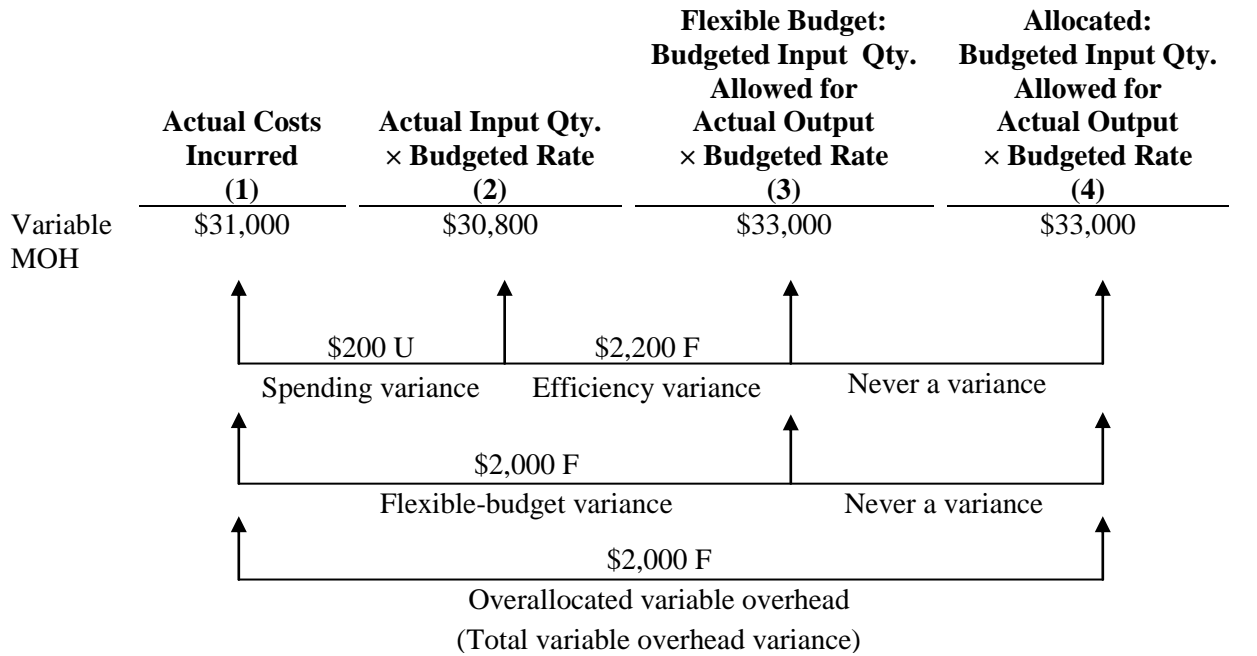 Flexible Budget: Allocated:
Budgeted Input Qty. Budgeted Input Qty.
Allowed for Allowed for
Actual Costs Actual Input Qty. Actual Output Actual Output
Incurred × Budgeted Rate × Budgeted Rate × Budgeted Rate
(1) (2) (3) (4)
Variable $31,000 $30,800 $33,000 $33,000
MOH
$200 U $2,200 F
Spending variance Efficiency variance Never a variance
$2,000 F
Flexible-budget variance Never a variance
$2,000 F
Overallocated variable overhead
(Total variable overhead variance)